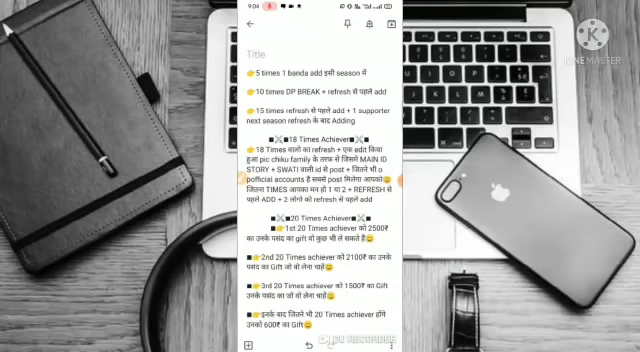 9:04
KINEMASTER
Title
👉5 times 1 banda add इसी season में
👉10 times DP BREAK + refresh से पहले add
👉15 times refresh से पहले add + 1 supporter
next season refresh के बाद Adding
◾⚔️◾18 Times Achiever◾⚔️◾
👉18 Times वालो का refresh + एक edit किया
हुआ pic chiku family के तरफ से जिसमें MAIN ID
STORY + SWATI वाली id से post + जितने भी o
pofficial accounts है सबसे post मिलेगा आपको😄
जितना TIMES आपका मन हो 1 या 2 + REFRESH से
पहले ADD + 2 लोगो को refresh से पहले add
◾⚔️◾20 Times Achiever◾⚔️◾
◾👉1st 20 Times achiever को 2500₹
का उनके पसंद का gift वो कुछ भी ले सकते हैं😄
◾👉2nd 20 Times achiever को 2100₹ का उनके
पसंद का Gift जो वो लेना चाहें😄
◾👉3rd 20 Times achiever को 1500₹ का Gift
उनके पसंद का जो वो लेना चाहें😄
◾👉इनके बाद जितने भी 20 Times achiever होंगे
उनको 600₹ का Gift😄
DU RECORDER